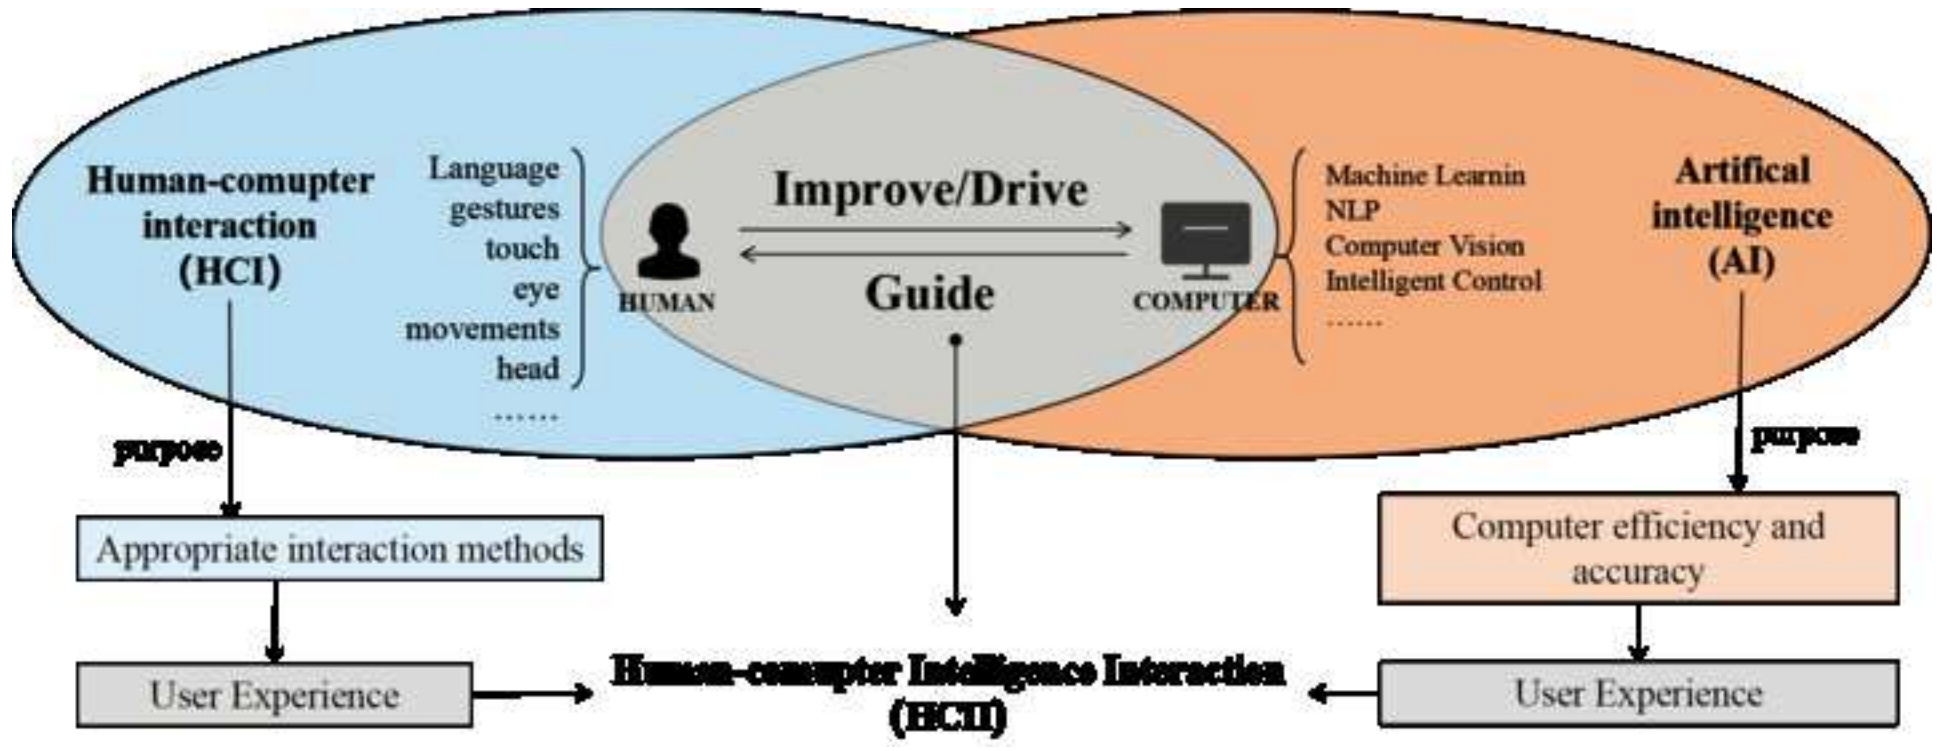 Human-comupter
interaction
(HCI)
Language
gestures
touch
eye
movements
head
......
HUMAN
Improve/Drive
Guide
COMPUTER
Machine Learnin
NLP
Computer Vision
Intelligent Control
......
Artifical
intelligence
(AI)
purpose
purpose
Appropriate interaction methods
Computer efficiency and
accuracy
User Experience
Human-comupter Intelligence Interaction
(HCII)
User Experience